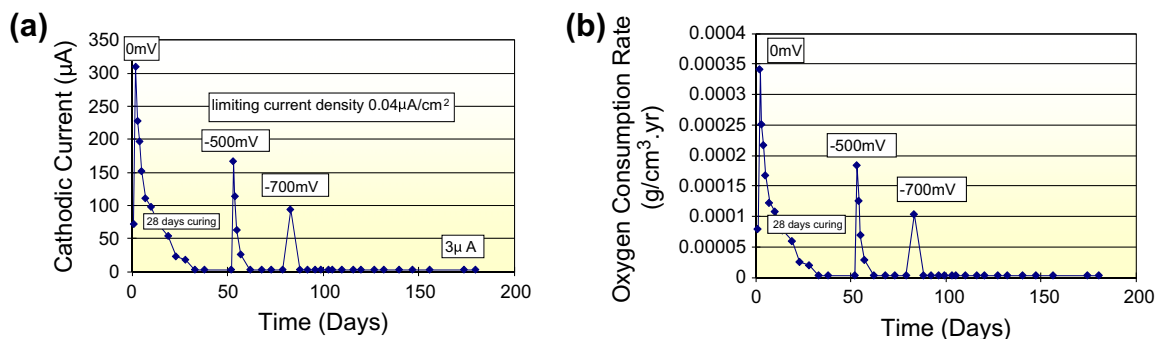 (a)
Cathodic Current (µA)
350
300
250
200
150
100
50
0
0mV
limiting current density 0.04µA/cm²
-500mV
-700mV
28 days curing
3µ A
0 50 100 150 200
Time (Days)
(b)
Oxygen Consumption Rate
(g/cm³.yr)
0.0004
0.00035
0.0003
0.00025
0.0002
0.00015
0.0001
0.00005
0
0mV
-500mV
-700mV
28 days curing
0 50 100 150 200
Time (Days)